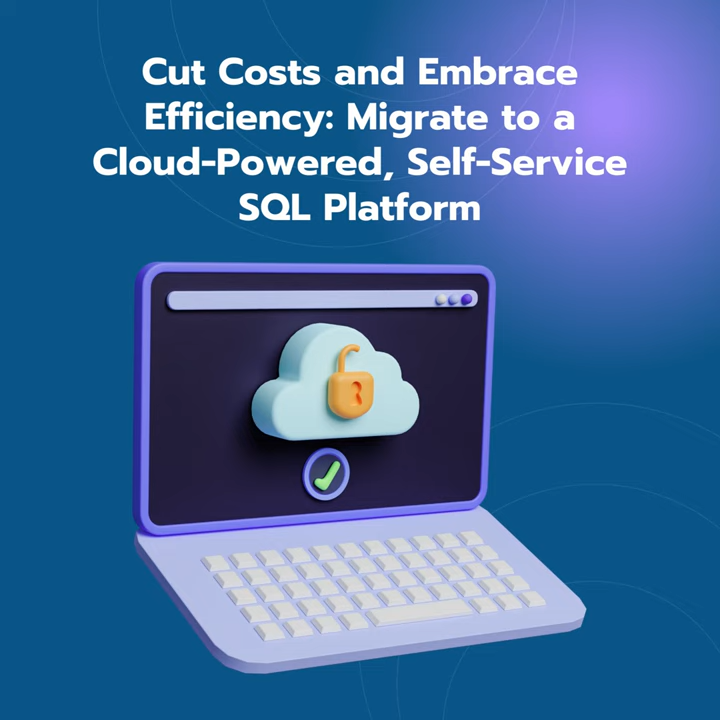 Cut Costs and Embrace
Efficiency: Migrate to a
Cloud-Powered, Self-Service
SQL Platform